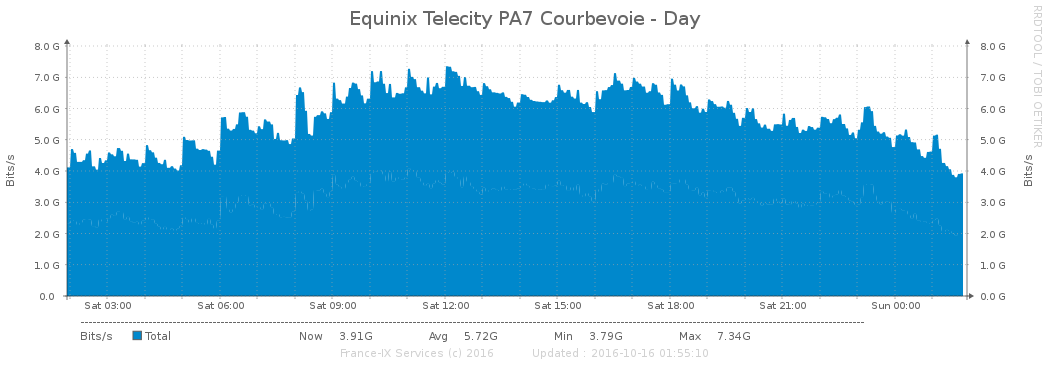 Equinix Telecity PA7 Courbevoie - Day
RRDTOOL / TOBI OETIKER
Bits/s
8.0 G
7.0 G
6.0 G
5.0 G
4.0 G
3.0 G
2.0 G
1.0 G
0.0
8.0 G
7.0 G
6.0 G
5.0 G
4.0 G
3.0 G
2.0 G
1.0 G
0.0 G
Bits/s
Sat 03:00 Sat 06:00 Sat 09:00 Sat 12:00 Sat 15:00 Sat 18:00 Sat 21:00 Sun 00:00
Bits/s Total Now 3.91G Avg 5.72G Min 3.79G Max 7.34G
France-IX Services (c) 2016 Updated : 2016-10-16 01:55:10